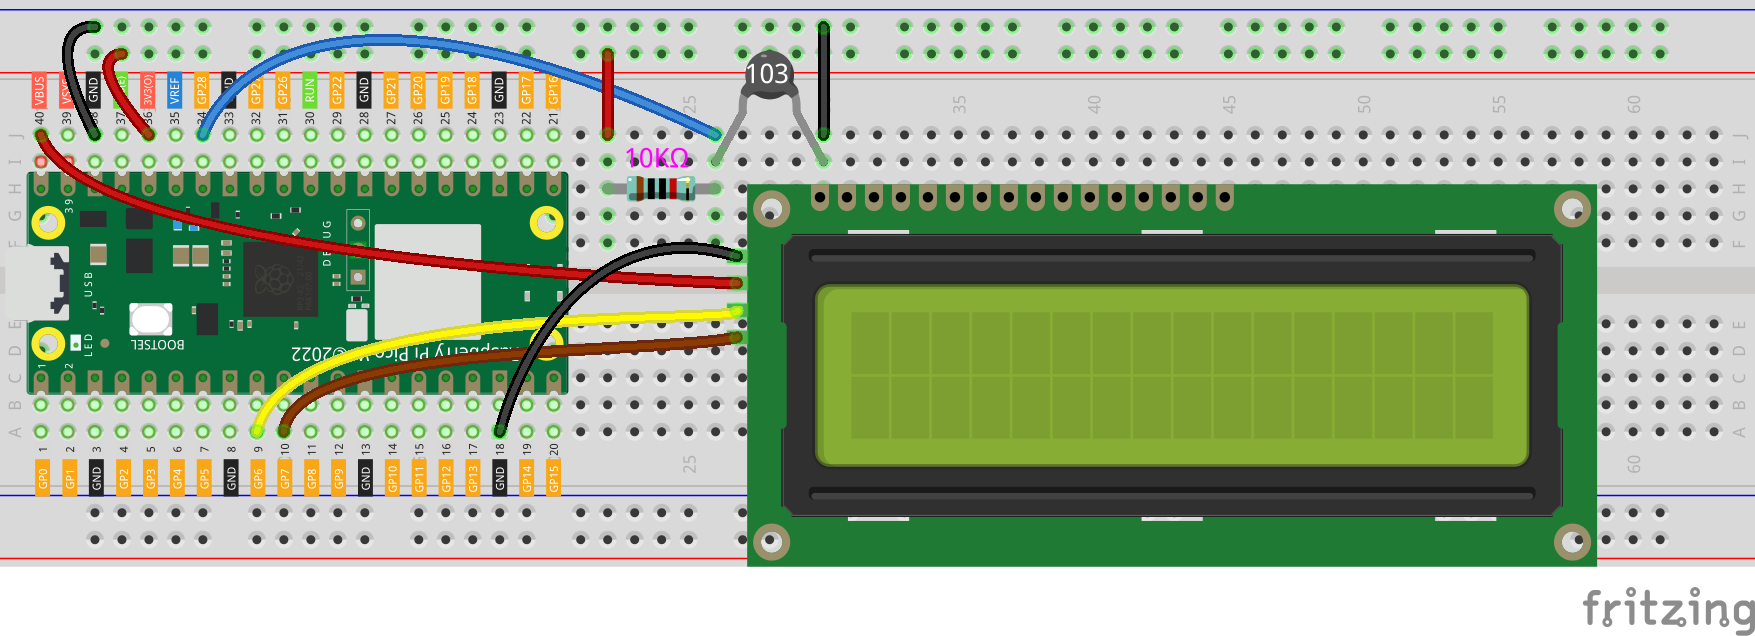 VBUS
GND
3V3(O)
VREF
GP28
GP26
RUN
GP22
GND
GP21
GP20
GP19
GP18
GND
GP17
GP16
40 39 38 37 36 35 34 33 32 31 30 29 28 27 26 25 24 23 22 21
25 35 40 45 50 55 60
103
10KΩ
J J
I I
H H
G G
F F
39
DEBUG
USB
BOOTSEL
LED
Raspberry Pi Pico W ©2022
1
2
E E
D D
C C
B B
A A
1 2 3 4 5 6 7 8 9 10 11 12 13 14 15 16 17 18 19 20
25 60
GP0
GP1
GND
GP2
GP3
GP4
GP5
GND
GP6
GP7
GP8
GP9
GND
GP10
GP11
GP12
GP13
GND
GP14
GP15
fritzing